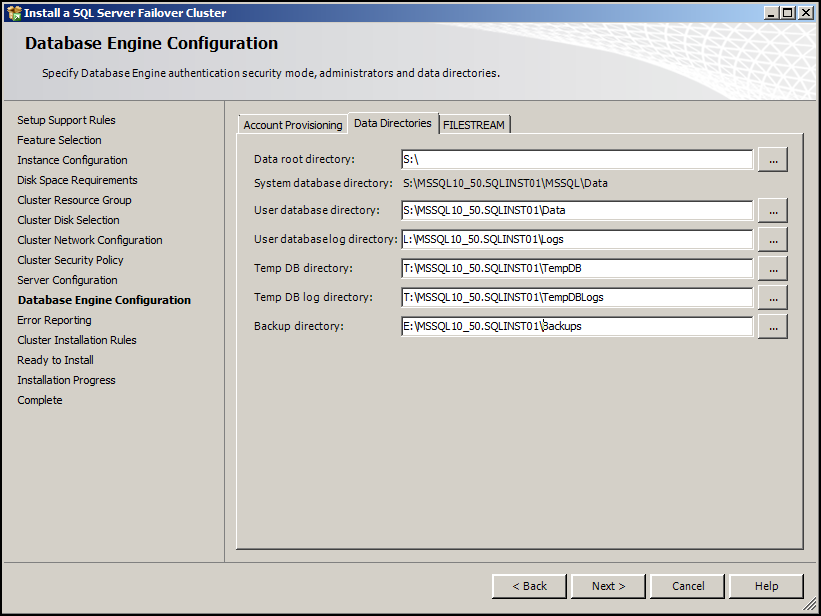 Install a SQL Server Failover Cluster
Database Engine Configuration
Specify Database Engine authentication security mode, administrators and data directories.
Setup Support Rules
Feature Selection
Instance Configuration
Disk Space Requirements
Cluster Resource Group
Cluster Disk Selection
Cluster Network Configuration
Cluster Security Policy
Server Configuration
Database Engine Configuration
Error Reporting
Cluster Installation Rules
Ready to Install
Installation Progress
Complete
Account Provisioning Data Directories FILESTREAM
Data root directory: S:\ ...
System database directory: S:\MSSQL10_50.SQLINST01\MSSQL\Data
User database directory: S:\MSSQL10_50.SQLINST01\Data ...
User database log directory: L:\MSSQL10_50.SQLINST01\Logs ...
Temp DB directory: T:\MSSQL10_50.SQLINST01\TempDB ...
Temp DB log directory: T:\MSSQL10_50.SQLINST01\TempDBLogs ...
Backup directory: E:\MSSQL10_50.SQLINST01\Backups ...
< Back Next > Cancel Help